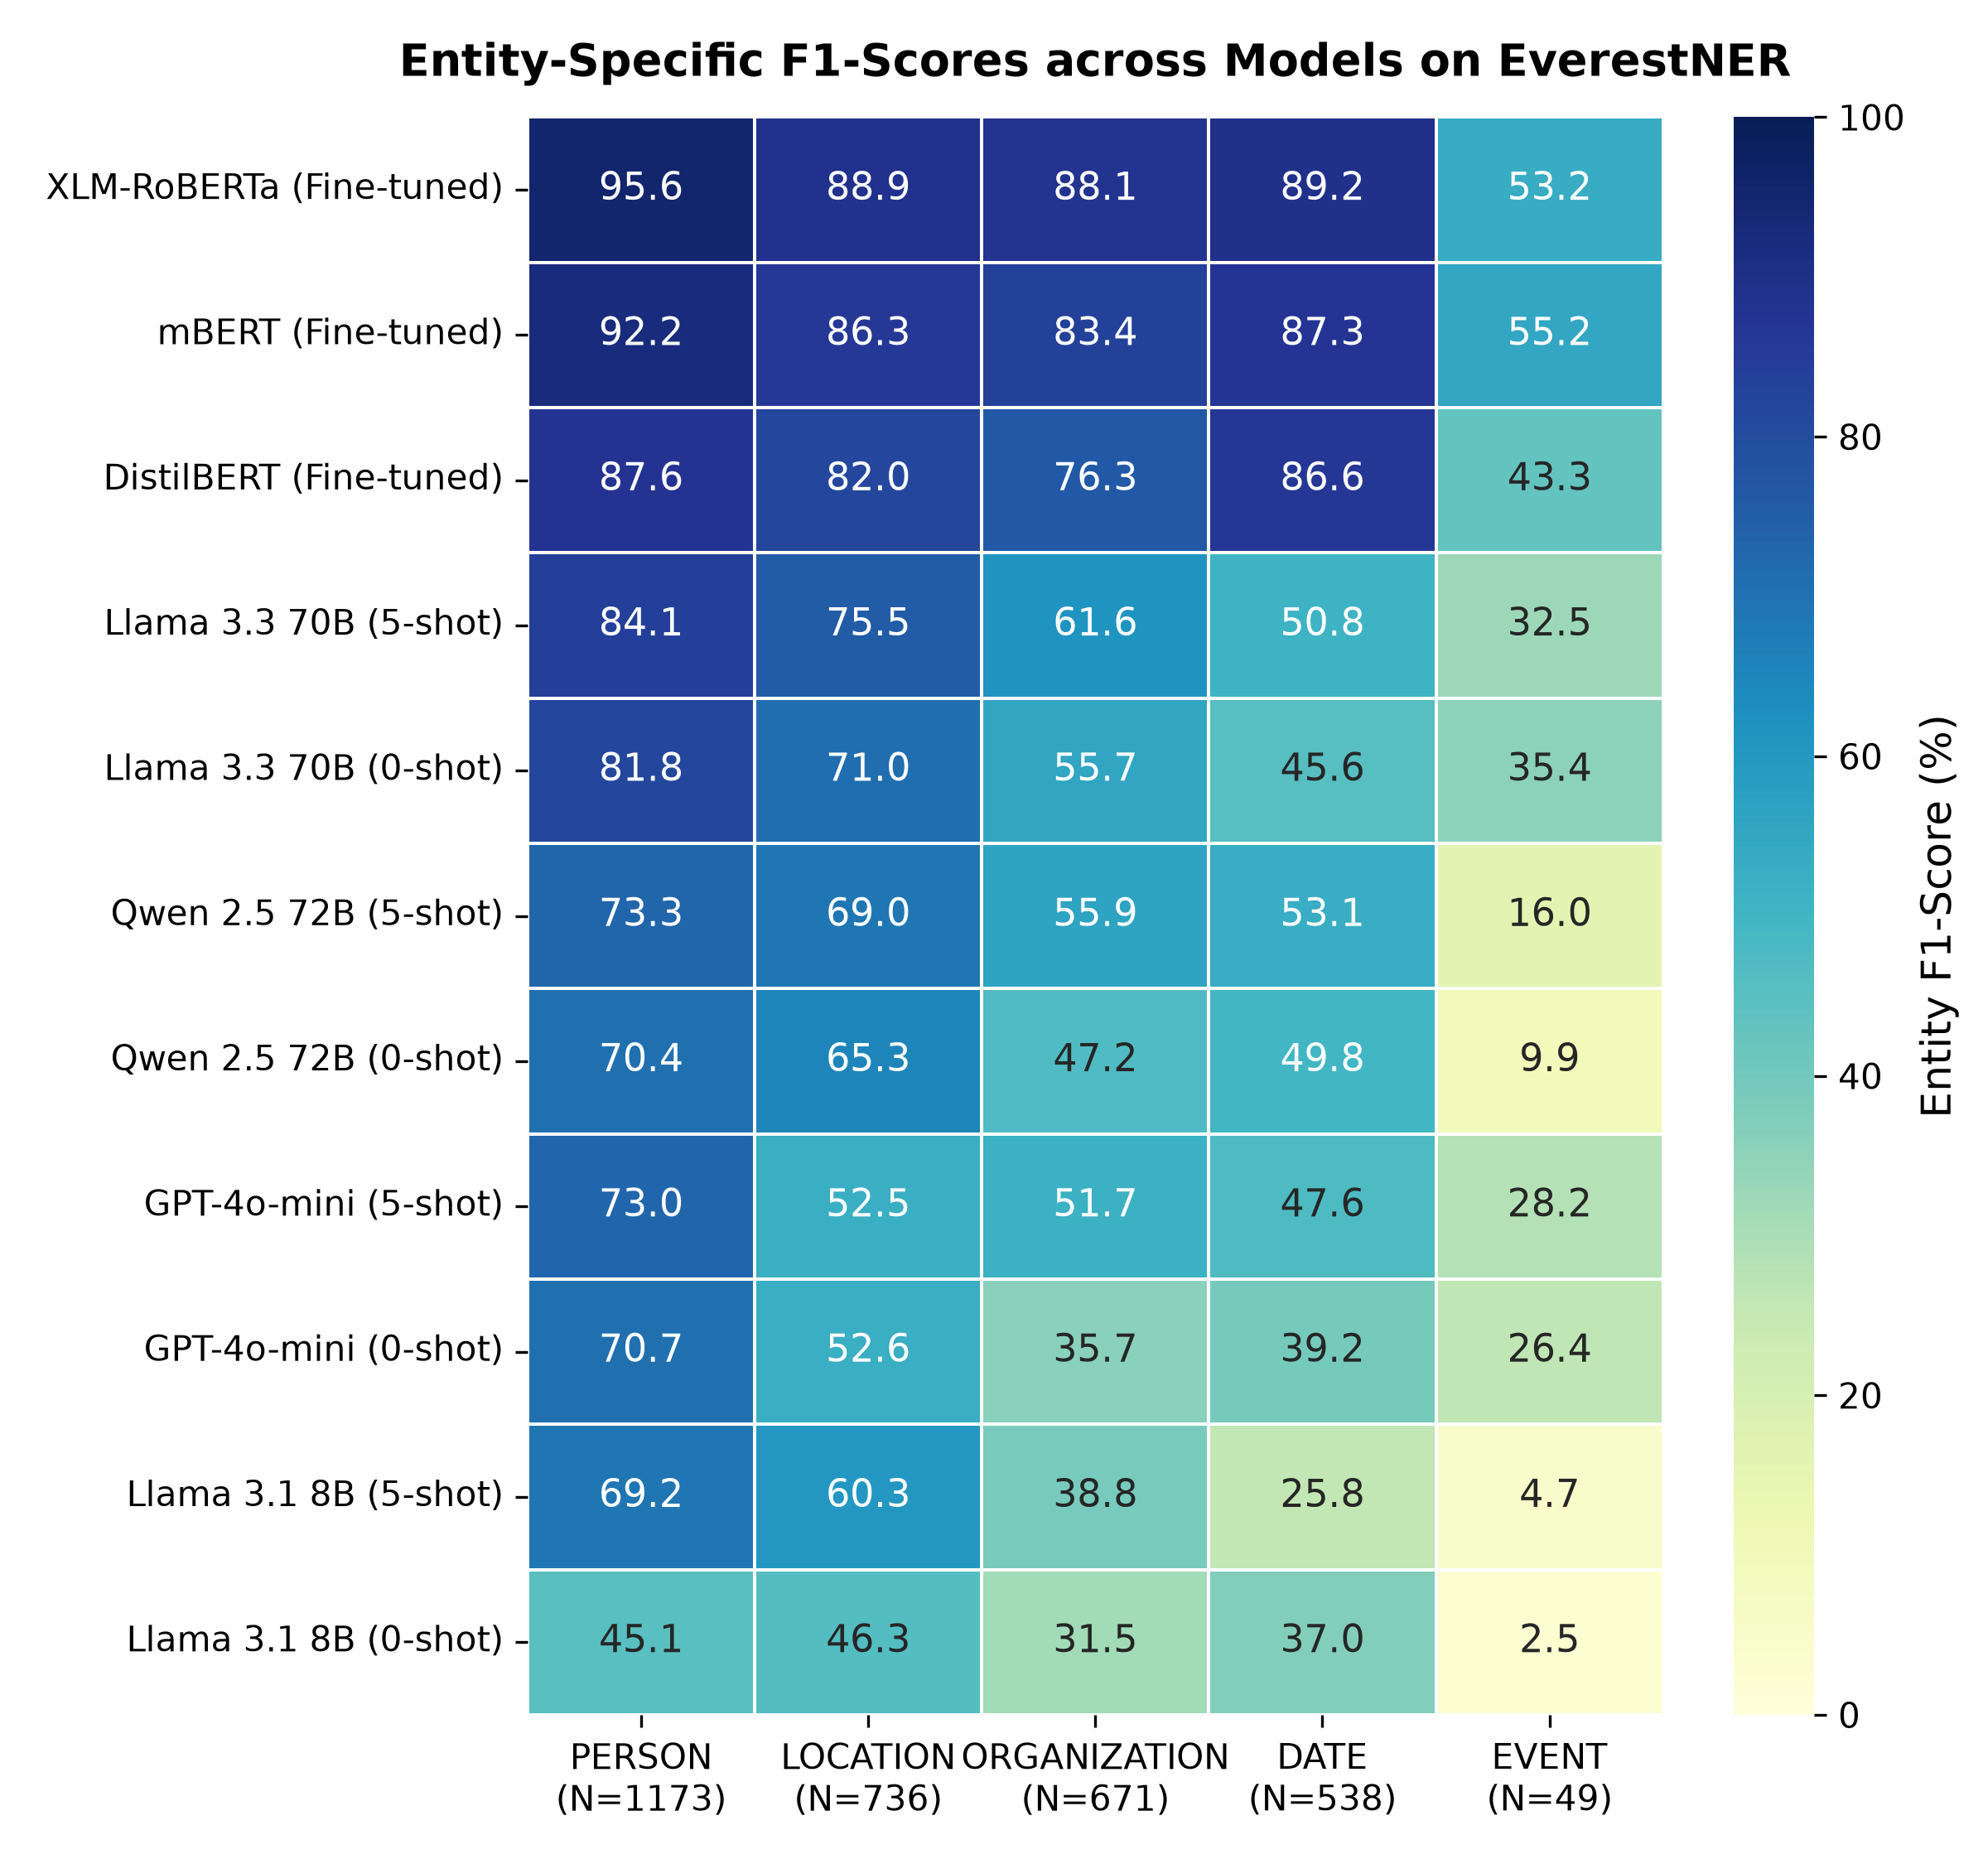 Entity-Specific F1-Scores across Models on EverestNER
XLM-RoBERTa (Fine-tuned) 95.6 88.9 88.1 89.2 53.2
mBERT (Fine-tuned) 92.2 86.3 83.4 87.3 55.2
DistilBERT (Fine-tuned) 87.6 82.0 76.3 86.6 43.3
Llama 3.3 70B (5-shot) 84.1 75.5 61.6 50.8 32.5
Llama 3.3 70B (0-shot) 81.8 71.0 55.7 45.6 35.4
Qwen 2.5 72B (5-shot) 73.3 69.0 55.9 53.1 16.0
Qwen 2.5 72B (0-shot) 70.4 65.3 47.2 49.8 9.9
GPT-4o-mini (5-shot) 73.0 52.5 51.7 47.6 28.2
GPT-4o-mini (0-shot) 70.7 52.6 35.7 39.2 26.4
Llama 3.1 8B (5-shot) 69.2 60.3 38.8 25.8 4.7
Llama 3.1 8B (0-shot) 45.1 46.3 31.5 37.0 2.5
PERSON LOCATION ORGANIZATION DATE EVENT
(N=1173) (N=736) (N=671) (N=538) (N=49)
100
80
60
40
20
0
Entity F1-Score (%)